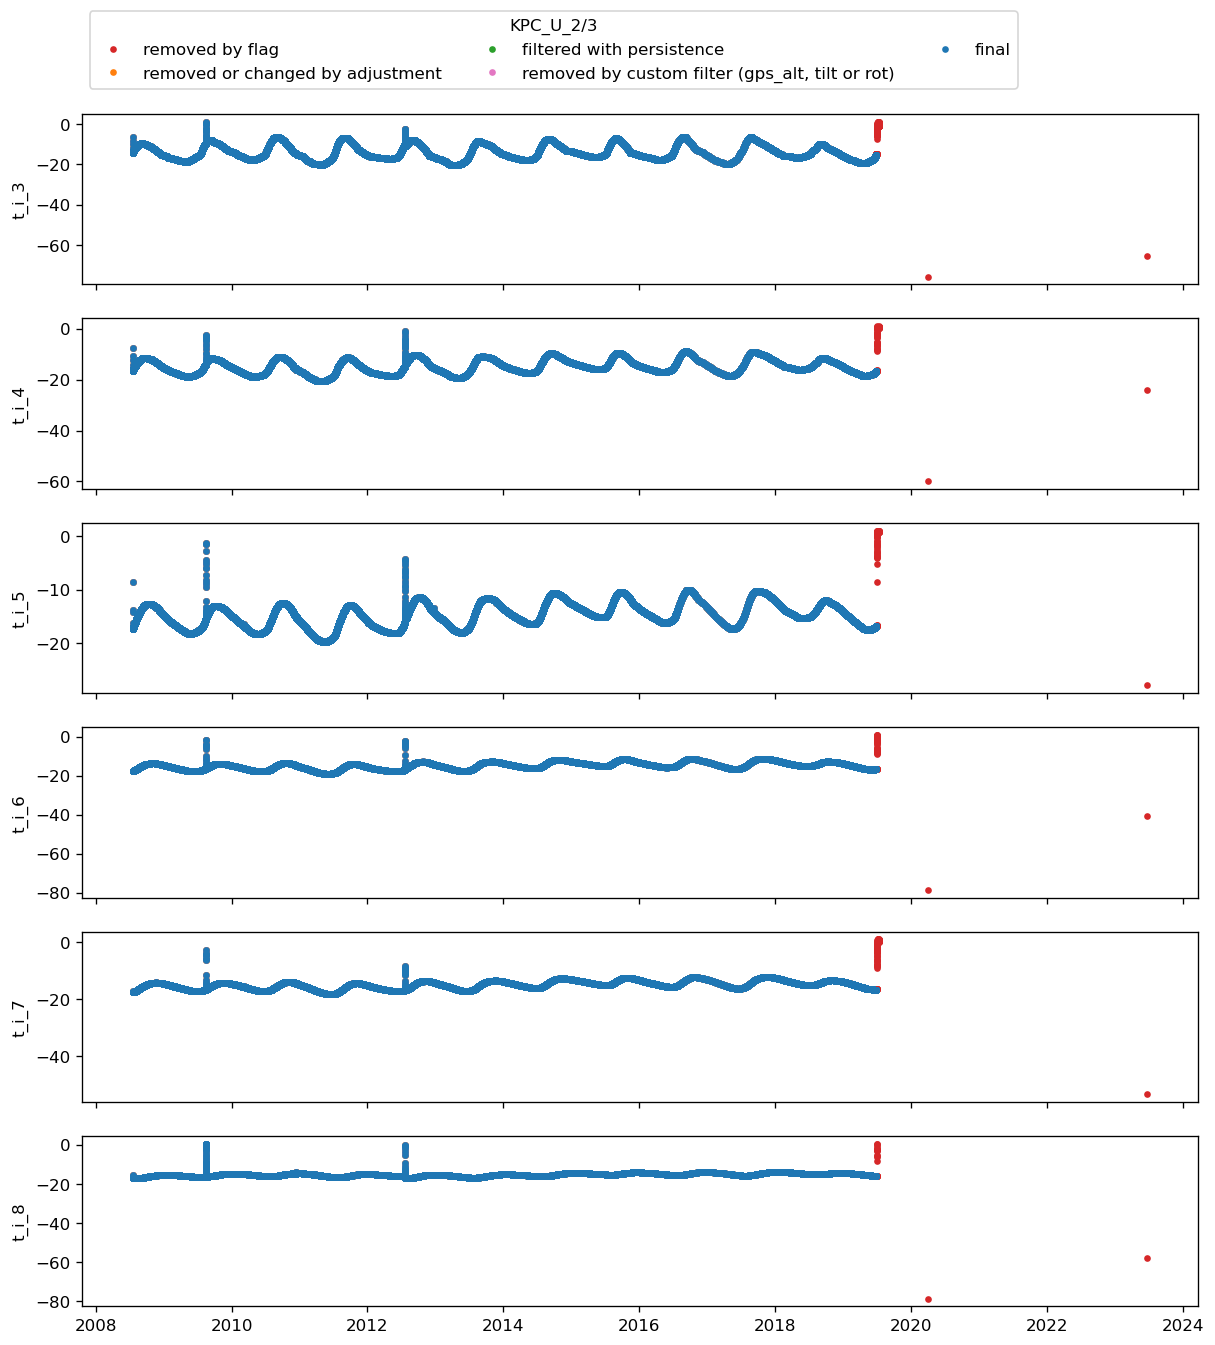 KPC_U_2/3
removed by flag
removed or changed by adjustment
filtered with persistence
removed by custom filter (gps_alt, tilt or rot)
final
t_i_3
0
−20
−40
−60
t_i_4
0
−20
−40
−60
t_i_5
0
−10
−20
t_i_6
0
−20
−40
−60
−80
t_i_7
0
−20
−40
t_i_8
0
−20
−40
−60
−80
2008 2010 2012 2014 2016 2018 2020 2022 2024